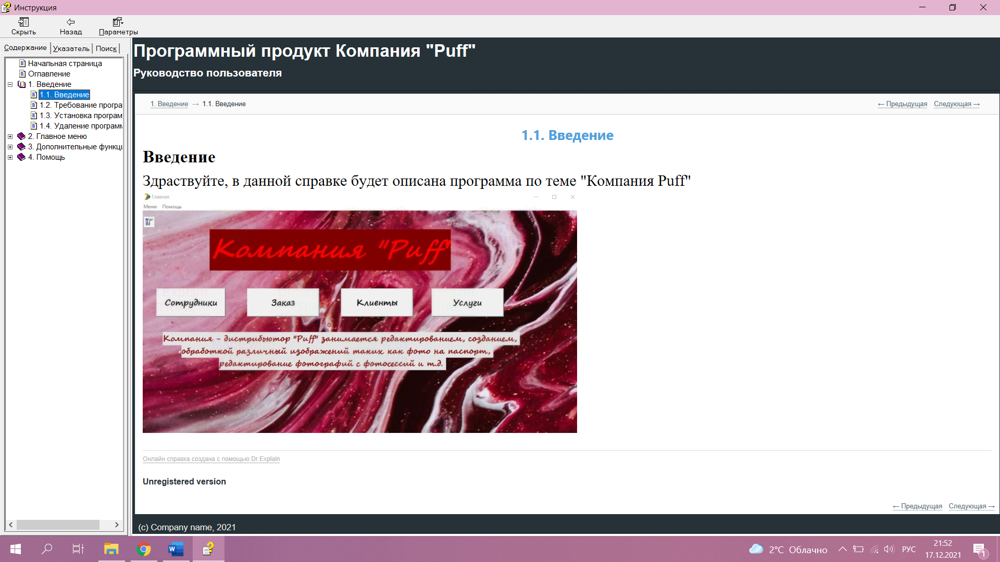 Инструкция
Скрыть
Назад
Параметры
Содержание
Указатель
Поиск
Начальная страница
Оглавление
1. Введение
1.1. Введение
1.2. Требование програ
1.3. Установка програм
1.4. Удаление програм
2. Главное меню
3. Дополнительные функц
4. Помощь
Программный продукт Компания "Puff"
Руководство пользователя
1. Введение → 1.1. Введение
← Предыдущая Следующая →
1.1. Введение
Введение
Здраствуйте, в данной справке будет описана программа по теме "Компания Puff"
Главная
Меню Помощь
Компания "Puff"
Сотрудники
Заказ
Клиенты
Услуги
Компания - дистрибьютор "Puff" занимается редактированием, созданием,
обработкой различный изображений таких как фото на паспорт,
редактирование фотографий с фотосессий и т.д.
Онлайн справка создана с помощью Dr.Explain
Unregistered version
← Предыдущая Следующая →
(c) Company name, 2021
2°C Облачно
РУС
21:52
17.12.2021
1